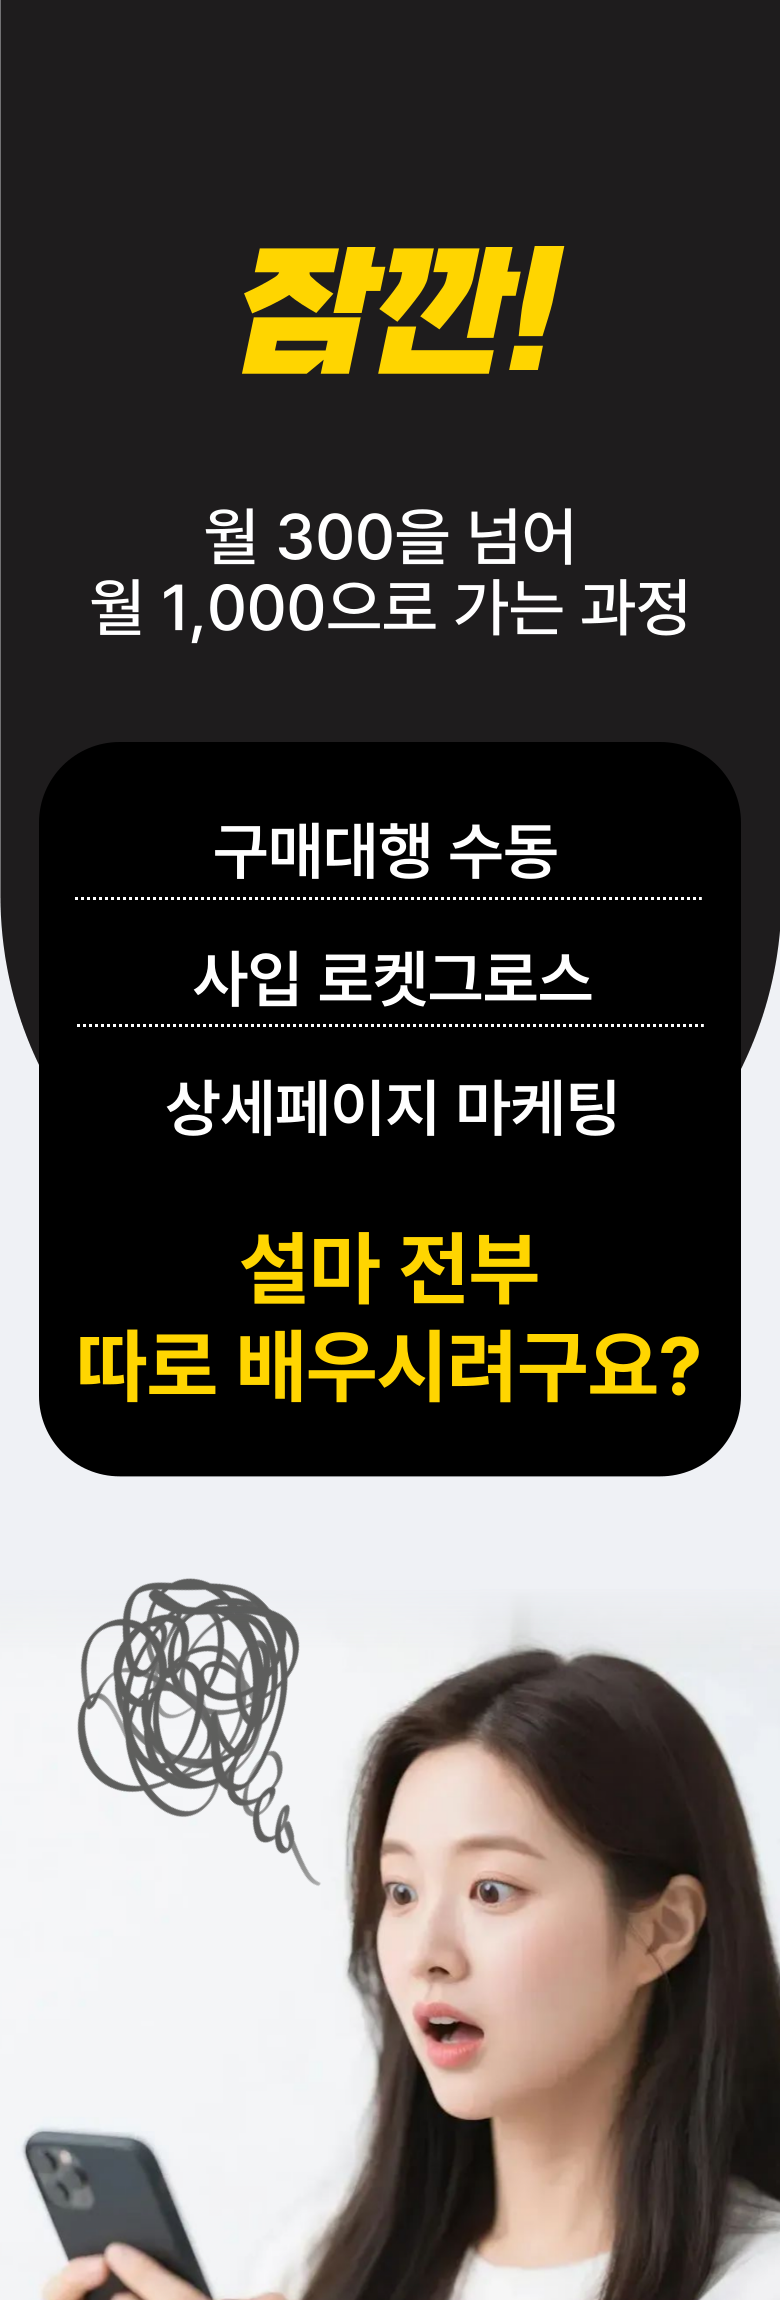 잠깐!
월 300을 넘어
월 1,000으로 가는 과정
구매대행 수동
사입 로켓그로스
상세페이지 마케팅
설마 전부
따로 배우시려구요?